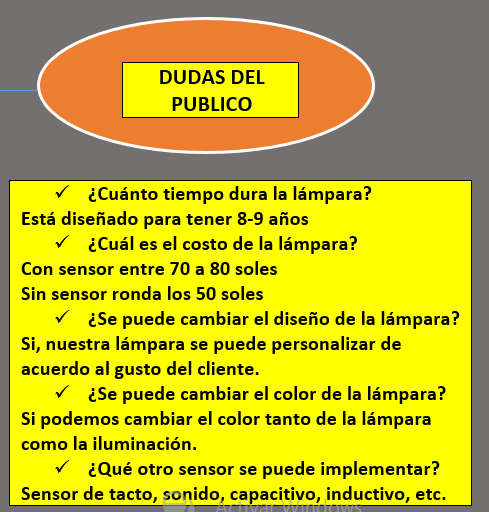 DUDAS DEL
PUBLICO
✓ ¿Cuánto tiempo dura la lámpara?
Está diseñado para tener 8-9 años
✓ ¿Cuál es el costo de la lámpara?
Con sensor entre 70 a 80 soles
Sin sensor ronda los 50 soles
✓ ¿Se puede cambiar el diseño de la lámpara?
Si, nuestra lámpara se puede personalizar de
acuerdo al gusto del cliente.
✓ ¿Se puede cambiar el color de la lámpara?
Si podemos cambiar el color tanto de la lámpara
como la iluminación.
✓ ¿Qué otro sensor se puede implementar?
Sensor de tacto, sonido, capacitivo, inductivo, etc.
Activar Windows